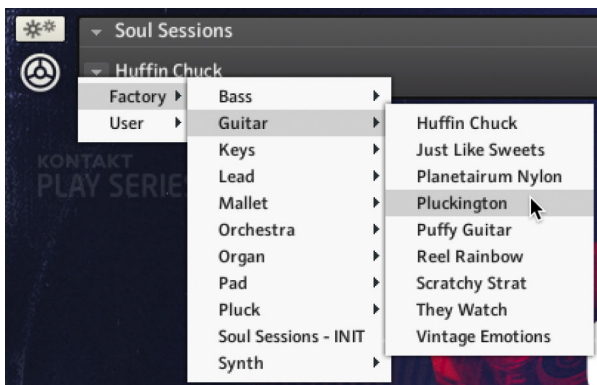 Soul Sessions
Huffin Chuck
Factory
User
KONTAKT
PLAY SERIES
Bass
Guitar
Keys
Lead
Mallet
Orchestra
Organ
Pad
Pluck
Soul Sessions - INIT
Synth
Huffin Chuck
Just Like Sweets
Planetairum Nylon
Pluckington
Puffy Guitar
Reel Rainbow
Scratchy Strat
They Watch
Vintage Emotions